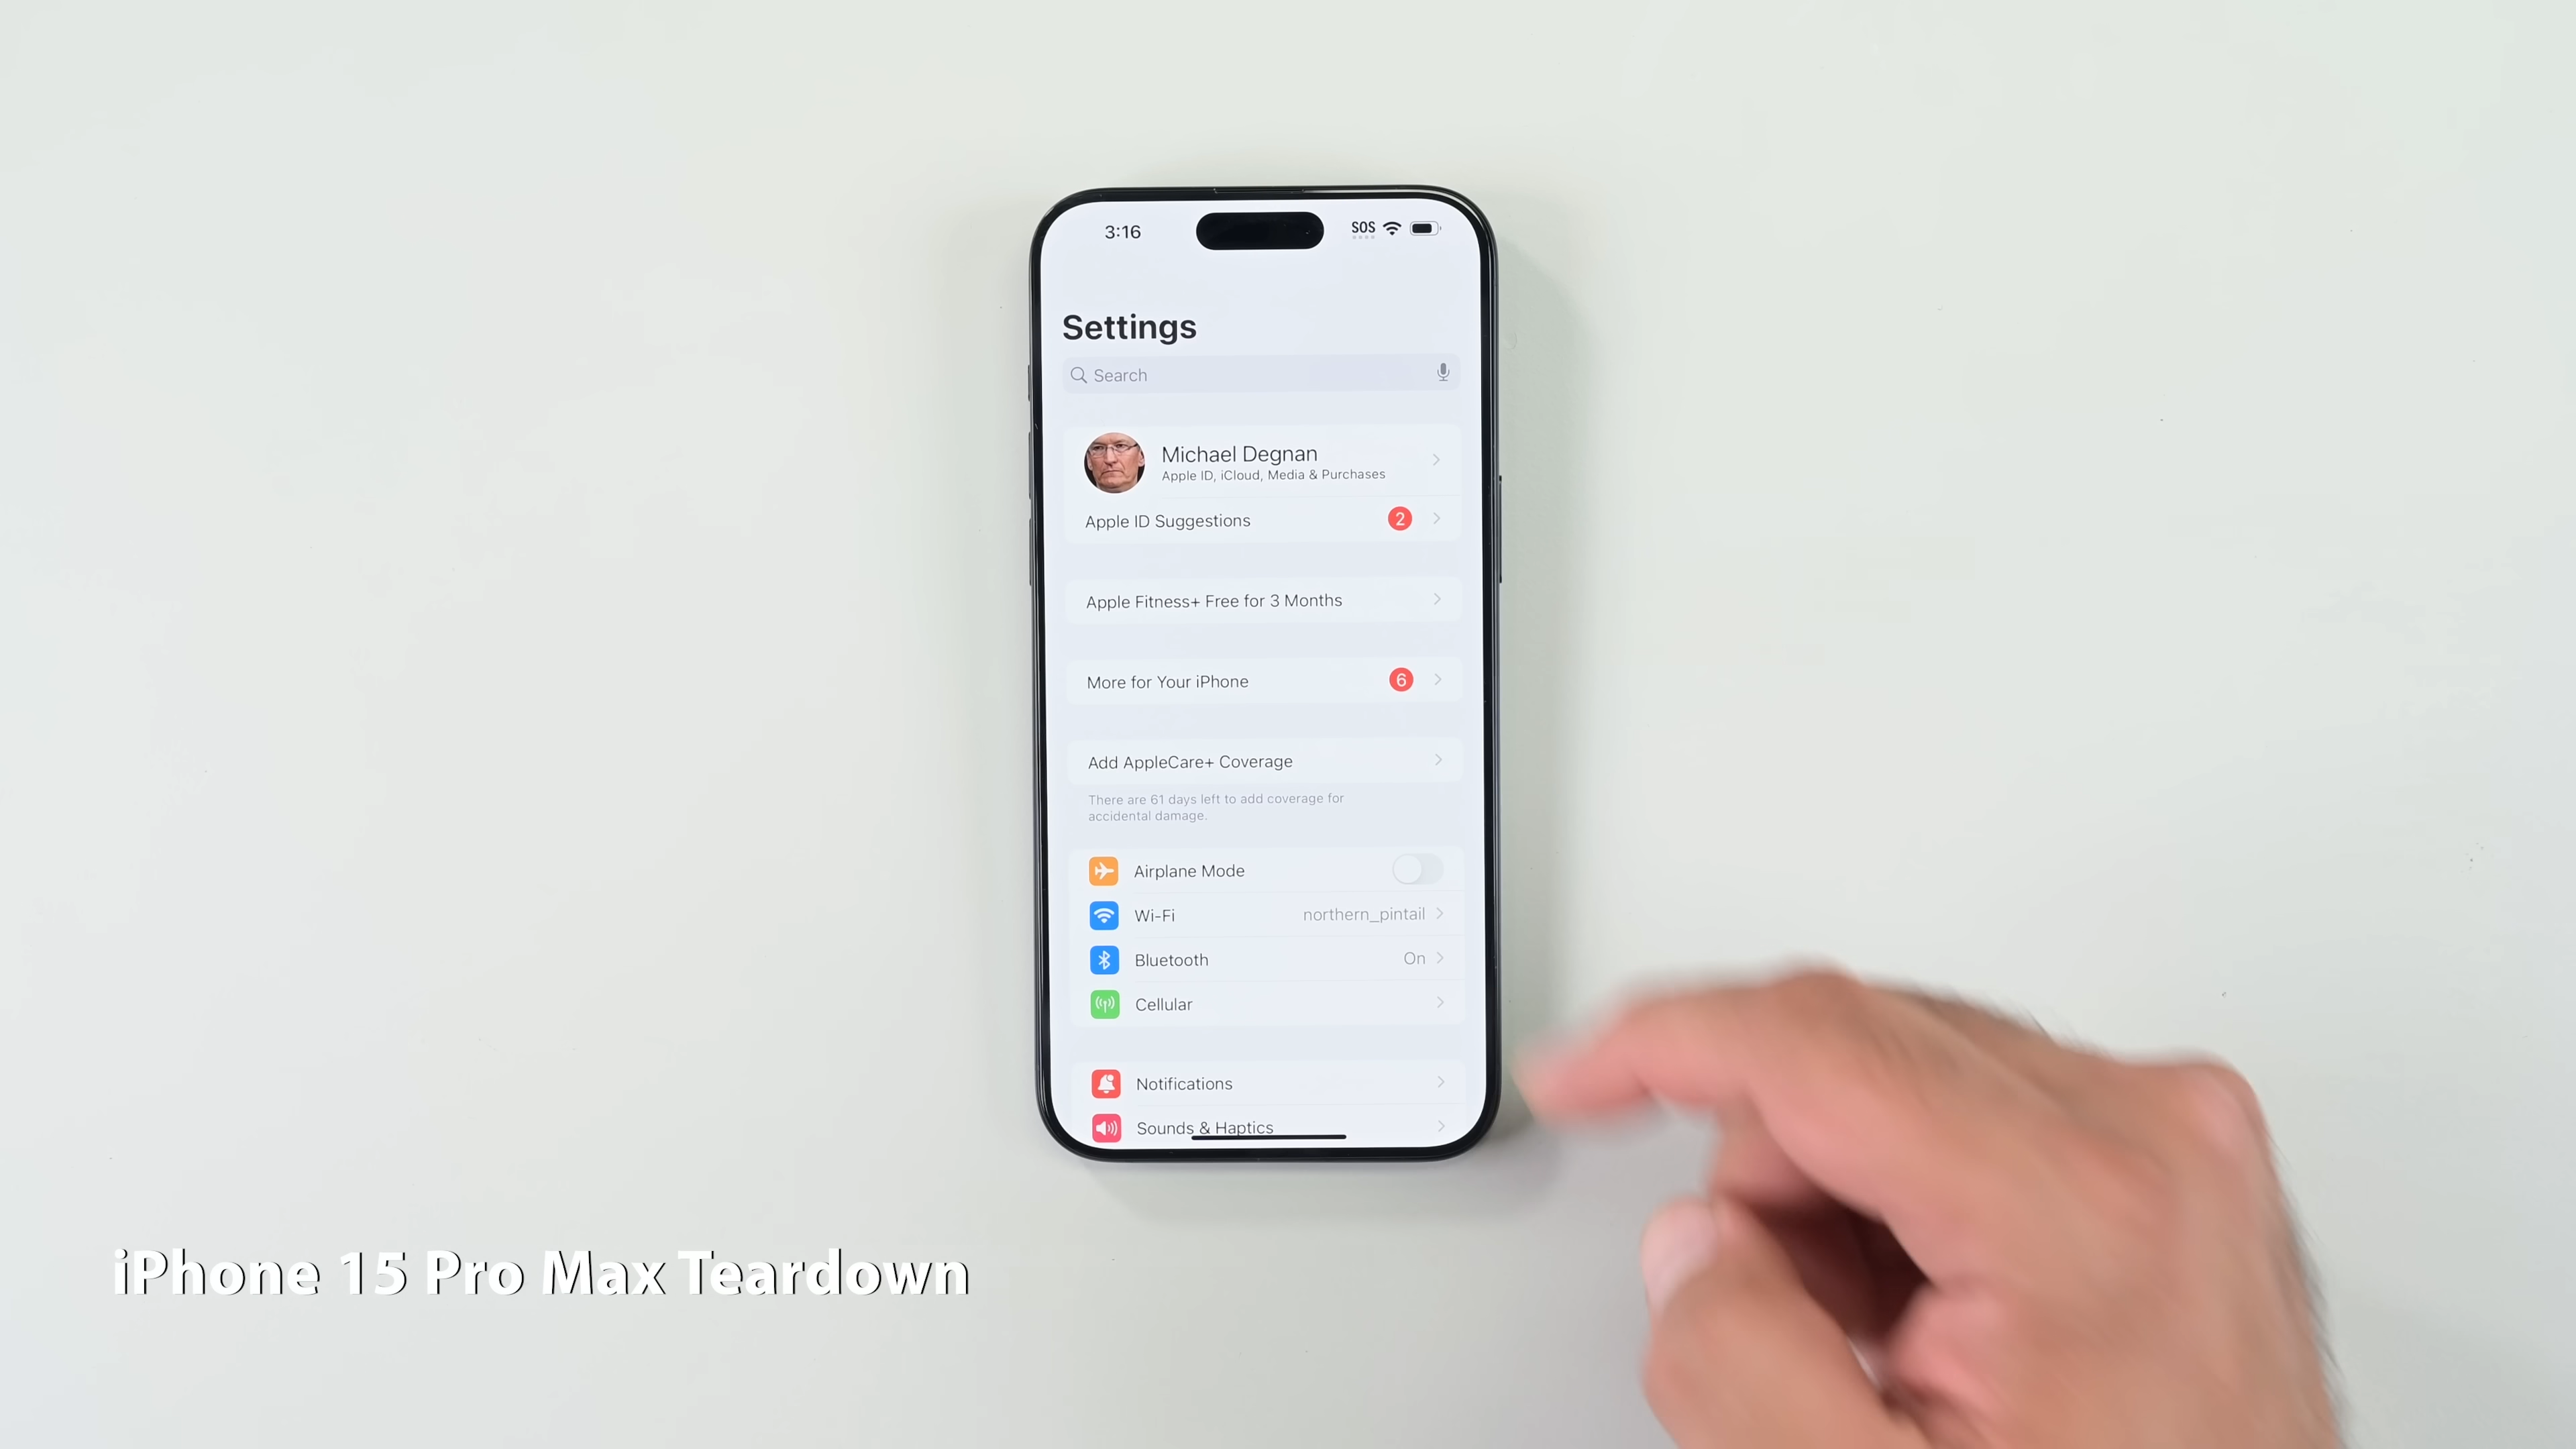 3:16
SOS
Settings
Search
Michael Degnan
Apple ID, iCloud, Media & Purchases
Apple ID Suggestions
2
Apple Fitness+ Free for 3 Months
More for Your iPhone
6
Add AppleCare+ Coverage
There are 61 days left to add coverage for
accidental damage.
Airplane Mode
Wi-Fi
northern_pintail
Bluetooth
On
Cellular
Notifications
Sounds & Haptics
iPhone 15 Pro Max Teardown